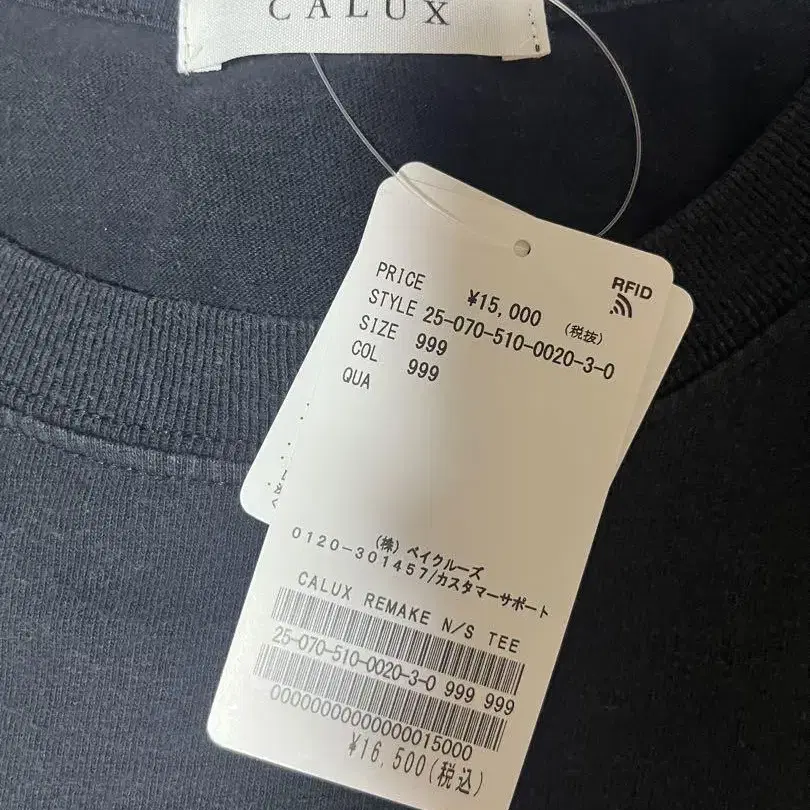 CALUX
RFID
PRICE ¥15,000 (税抜)
STYLE 25-070-510-0020-3-0
SIZE 999
COL 999
QUA
(株) ベイクルーズ
0120-301457/カスタマーサポート
CALUX REMAKE N/S TEE
25-070-510-0020-3-0 999 999
00000000000000015000
¥16,500(税込)